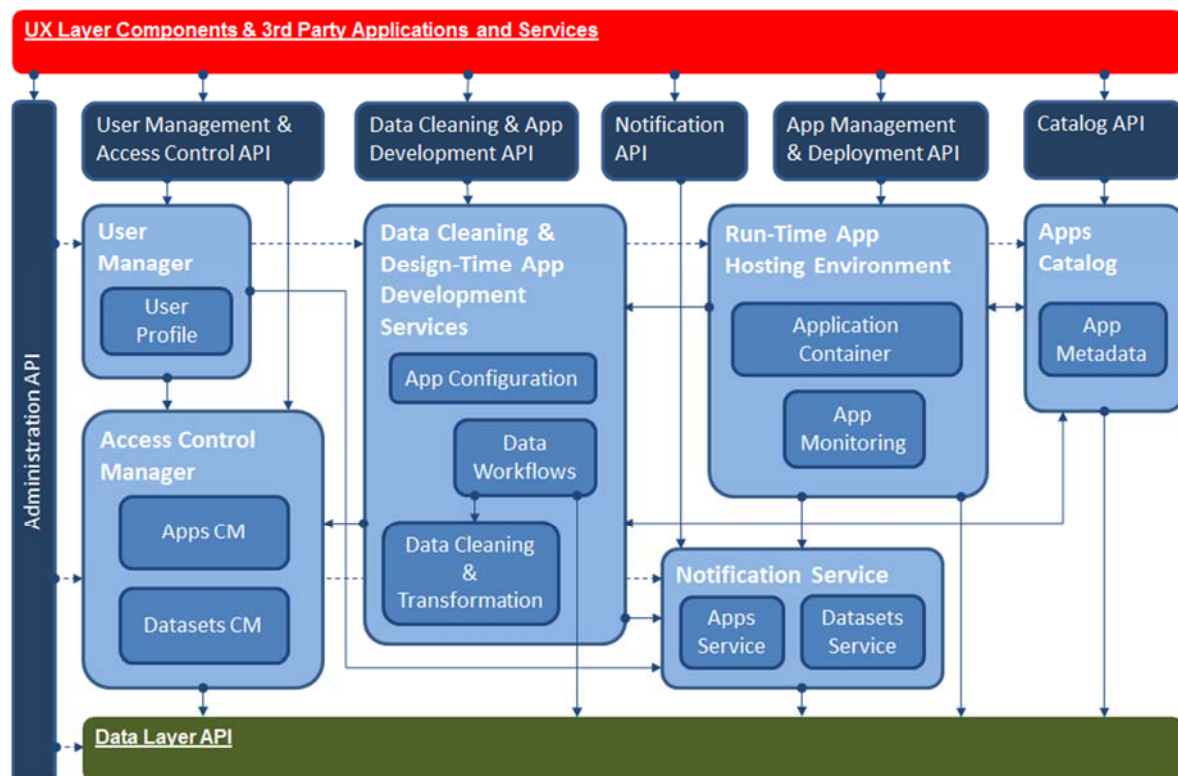 UX Layer Components & 3rd Party Applications and Services
User Management &
Access Control API
Data Cleaning & App
Development API
Notification
API
App Management
& Deployment API
Catalog API
Administration API
User
Manager
User
Profile
Data Cleaning &
Design-Time App
Development
Services
App Configuration
Data
Workflows
Data Cleaning
&
Transformation
Run-Time App
Hosting Environment
Application
Container
App
Monitoring
Apps
Catalog
App
Metadata
Access Control
Manager
Apps CM
Datasets CM
Notification Service
Apps
Service
Datasets
Service
Data Layer API